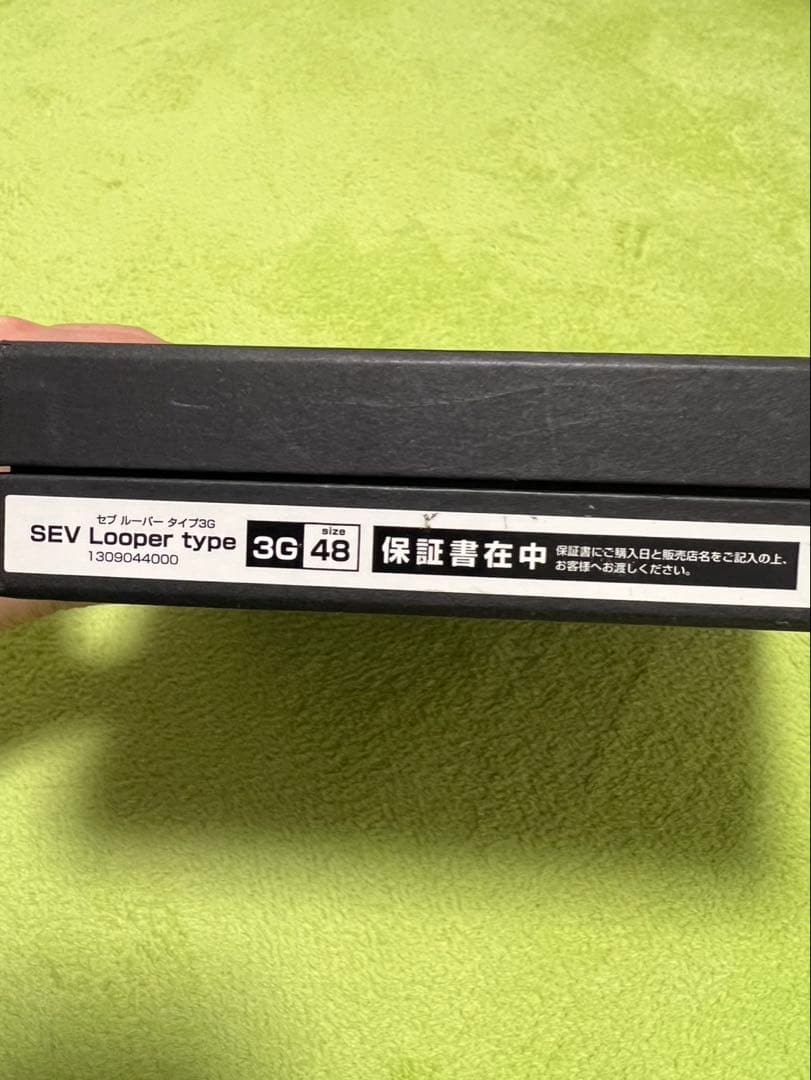 セブ ルーパー タイプ3G
SEV Looper type
1309044000
3G
size
48
保証書在中
保証書にご購入日と販売店名をご記入の上、
お客様へお渡しください。